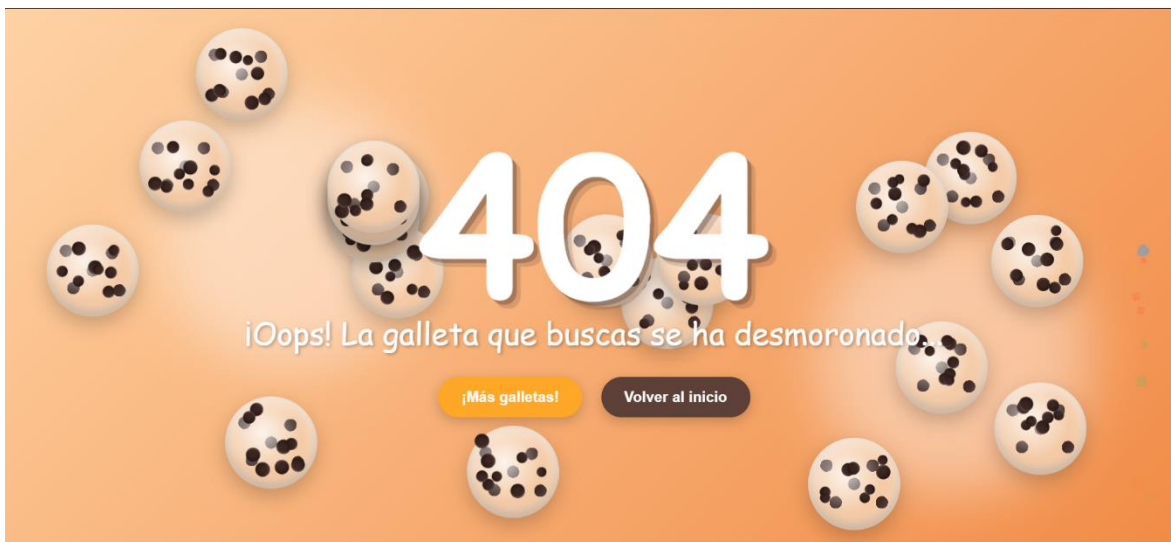 404
¡Oops! La galleta que buscas se ha desmoronado...
¡Más galletas!
Volver al inicio